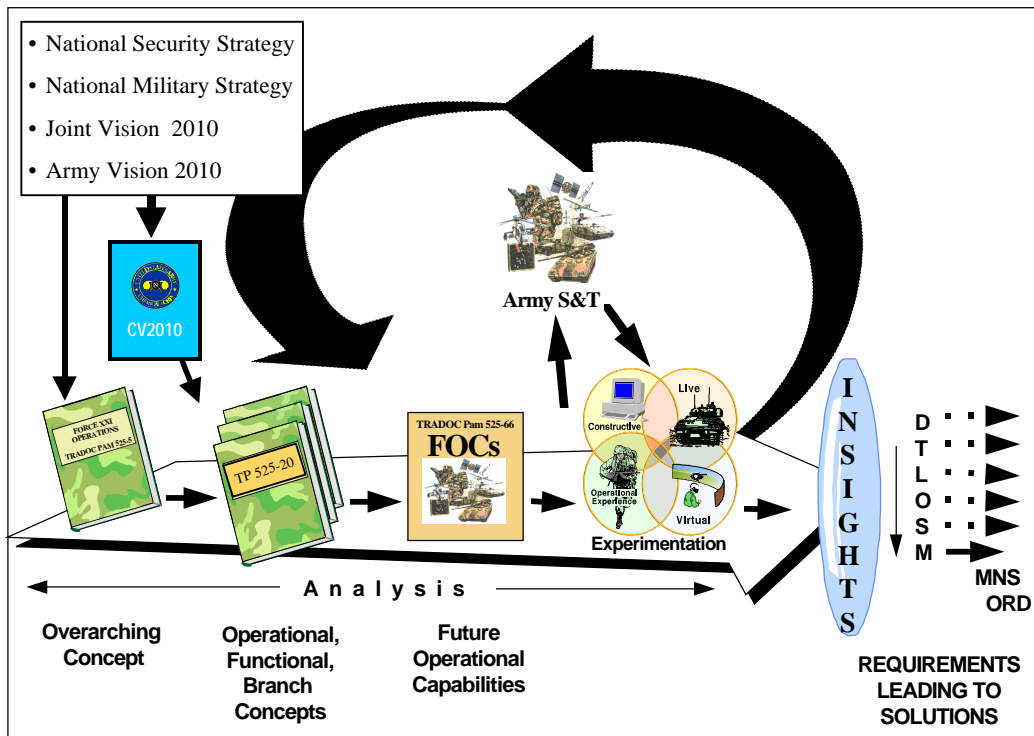 • National Security Strategy
• National Military Strategy
• Joint Vision 2010
• Army Vision 2010
CV2010
Army S&T
FORCE XXI
OPERATIONS
TRADOC PAM 525-5
TP 525-20
TRADOC Pam 525-66
FOCs
Constructive
LIve
Operational
Experience
VIrtual
Experimentation
INSIGHTS
D
T
L
O
S
M
MNS
ORD
Analysis
Overarching
Concept
Operational,
Functional,
Branch
Concepts
Future
Operational
Capabilities
REQUIREMENTS
LEADING TO
SOLUTIONS